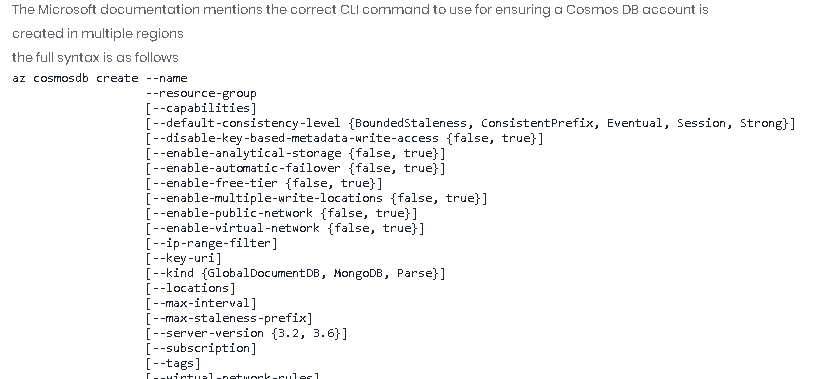 The Microsoft documentation mentions the correct CLI command to use for ensuring a Cosmos DB account is
created in multiple regions
the full syntax is as follows
az cosmosdb create --name
--resource-group
[--capabilities]
[--default-consistency-level {BoundedStaleness, ConsistentPrefix, Eventual, Session, Strong}]
[--disable-key-based-metadata-write-access {false, true}]
[--enable-analytical-storage {false, true}]
[--enable-automatic-failover {false, true}]
[--enable-free-tier {false, true}]
[--enable-multiple-write-locations {false, true}]
[--enable-public-network {false, true}]
[--enable-virtual-network {false, true}]
[--ip-range-filter]
[--key-uri]
[--kind {GlobalDocumentDB, MongoDB, Parse}]
[--locations]
[--max-interval]
[--max-staleness-prefix]
[--server-version {3.2, 3.6}]
[--subscription]
[--tags]
[--virtual-network-rules]